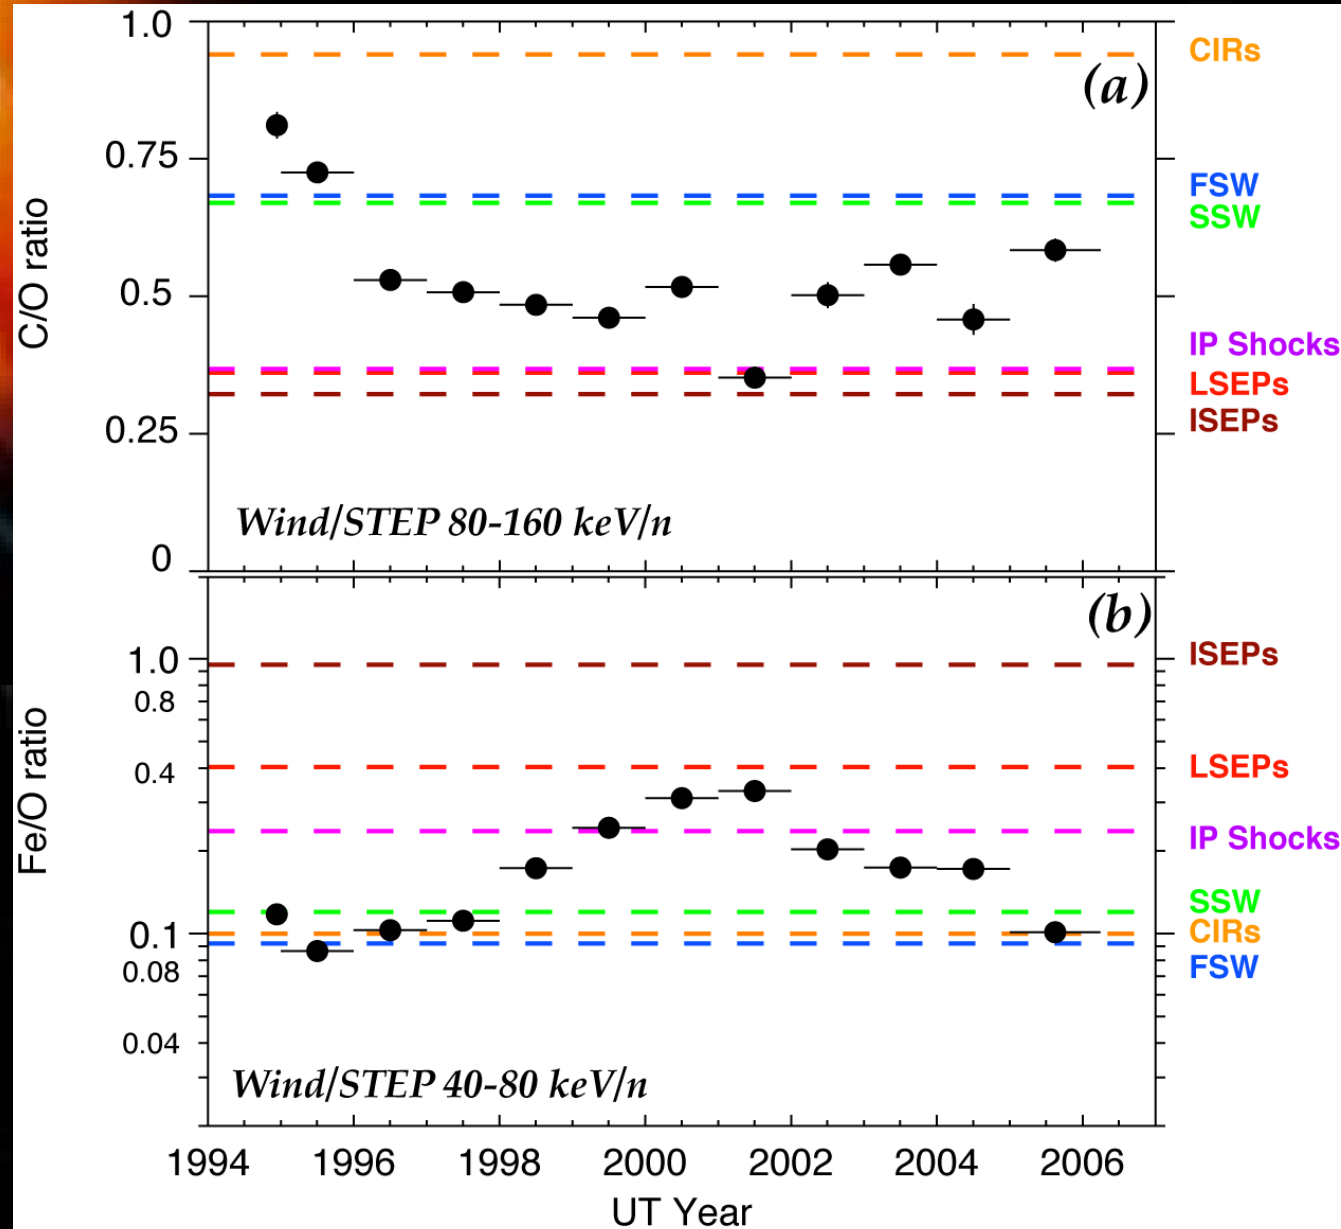 1.0
CIRs
(a)
0.75
FSW
SSW
C/O ratio
0.5
IP Shocks
LSEPs
ISEPs
0.25
Wind/STEP 80-160 keV/n
0
(b)
1.0
ISEPs
0.8
LSEPs
0.4
Fe/O ratio
IP Shocks
SSW
0.1
CIRs
0.08
FSW
0.04
Wind/STEP 40-80 keV/n
1994 1996 1998 2000 2002 2004 2006
UT Year